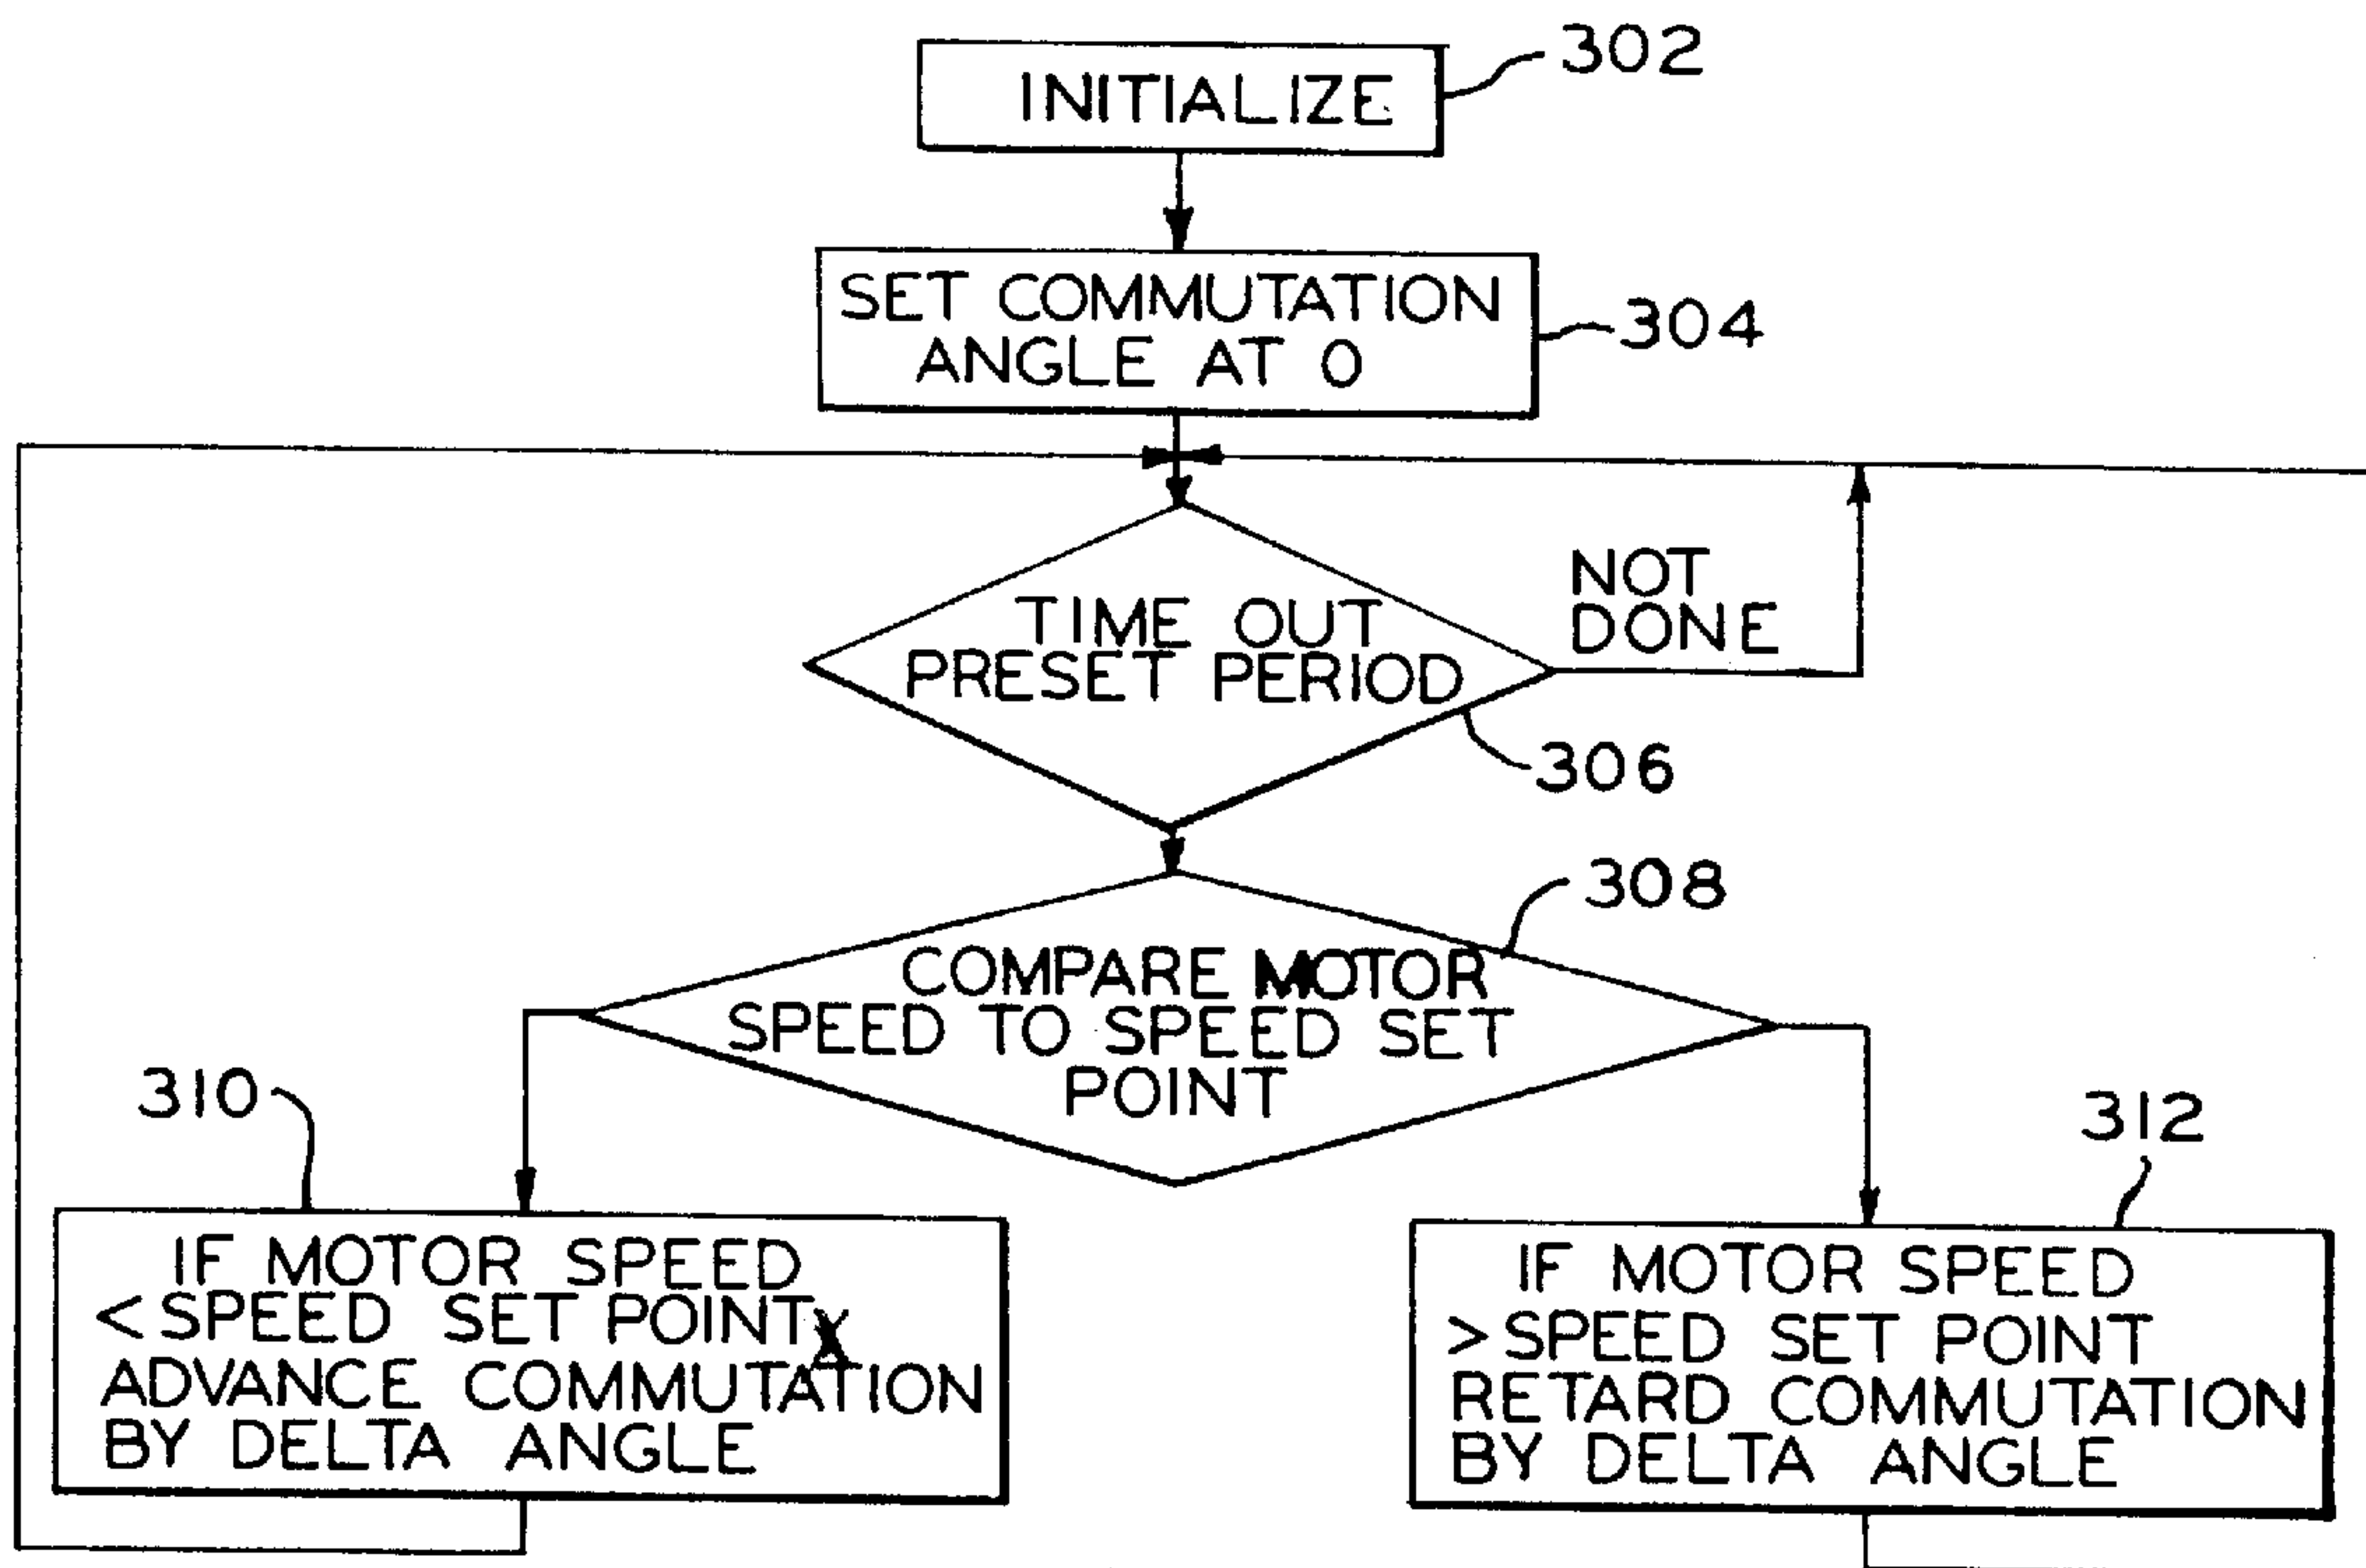 INITIALIZE
302
SET COMMUTATION
ANGLE AT 0
304
NOT
DONE
TIME OUT
PRESET PERIOD
306
308
COMPARE MOTOR
SPEED TO SPEED SET
POINT
310
312
IF MOTOR SPEED
<SPEED SET POINT
ADVANCE COMMUTATION
BY DELTA ANGLE
IF MOTOR SPEED
>SPEED SET POINT
RETARD COMMUTATION
BY DELTA ANGLE